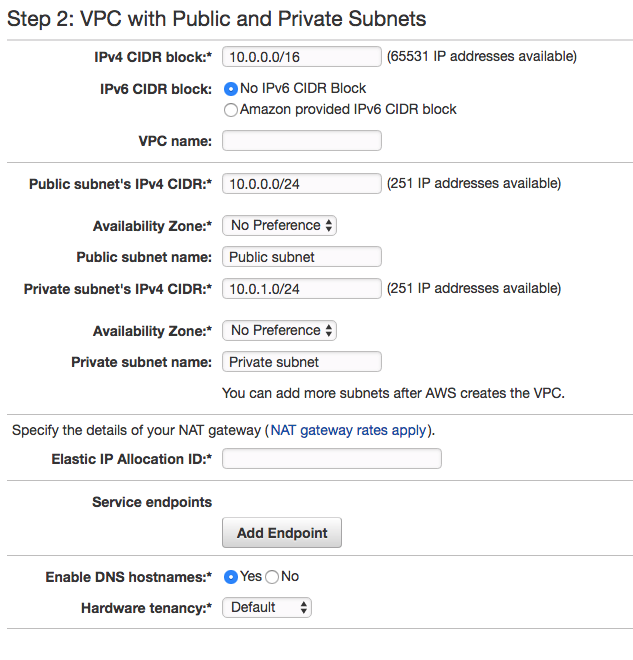 Step 2: VPC with Public and Private Subnets
IPv4 CIDR block:* 10.0.0.0/16 (65531 IP addresses available)
IPv6 CIDR block: No IPv6 CIDR Block
Amazon provided IPv6 CIDR block
VPC name:
Public subnet's IPv4 CIDR:* 10.0.0.0/24 (251 IP addresses available)
Availability Zone:* No Preference
Public subnet name: Public subnet
Private subnet's IPv4 CIDR:* 10.0.1.0/24 (251 IP addresses available)
Availability Zone:* No Preference
Private subnet name: Private subnet
You can add more subnets after AWS creates the VPC.
Specify the details of your NAT gateway (NAT gateway rates apply).
Elastic IP Allocation ID:*
Service endpoints
Add Endpoint
Enable DNS hostnames:* Yes No
Hardware tenancy:* Default